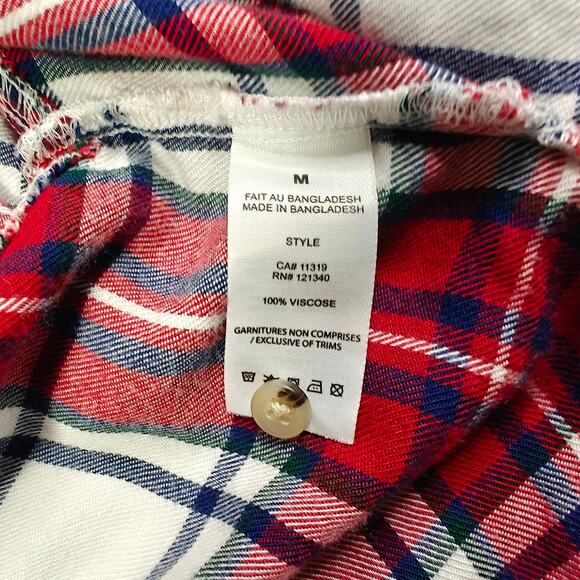 M
FAIT AU BANGLADESH
MADE IN BANGLADESH
STYLE
CA# 11319
RN# 121340
100% VISCOSE
GARNITURES NON COMPRISES
/ EXCLUSIVE OF TRIMS